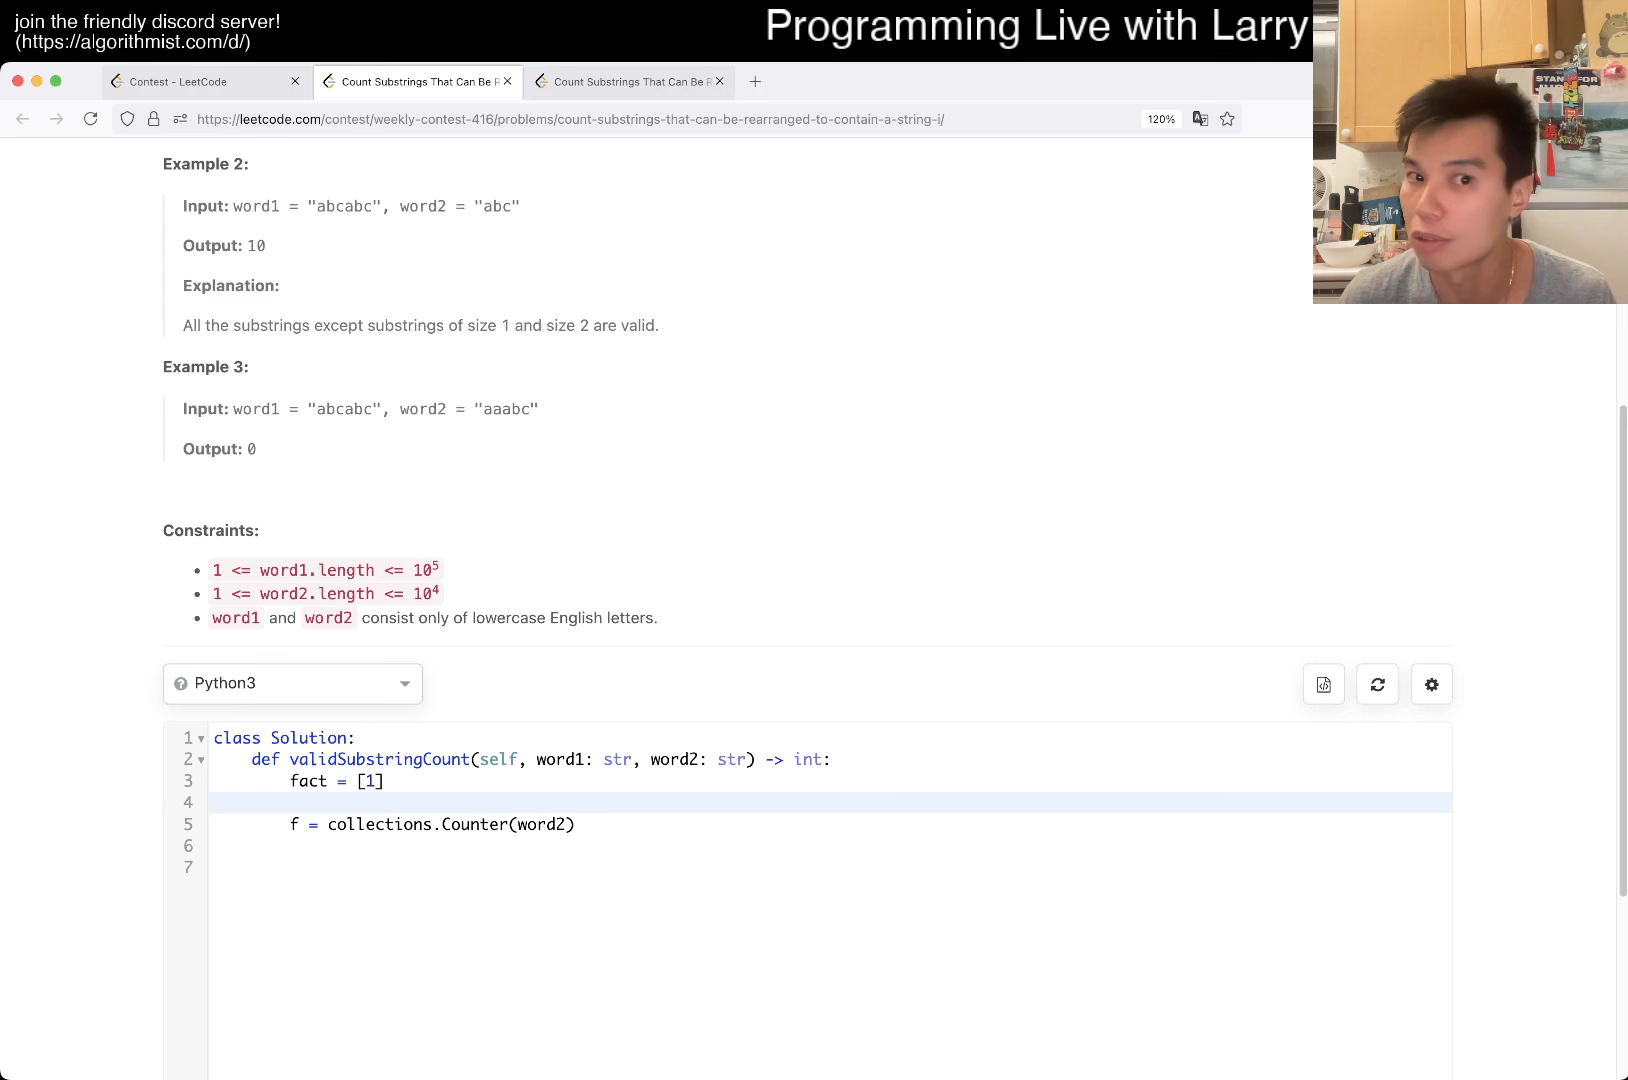 join the friendly discord server!
(https://algorithmist.com/d/)
Programming Live with Larry
Contest - LeetCode
Count Substrings That Can Be R
Count Substrings That Can Be R
https://leetcode.com/contest/weekly-contest-416/problems/count-substrings-that-can-be-rearranged-to-contain-a-string-i/
120%
Example 2:
Input: word1 = "abcabc", word2 = "abc"
Output: 10
Explanation:
All the substrings except substrings of size 1 and size 2 are valid.
Example 3:
Input: word1 = "abcabc", word2 = "aaabc"
Output: 0
Constraints:
• 1 <= word1.length <= 10⁵
• 1 <= word2.length <= 10⁴
• word1 and word2 consist only of lowercase English letters.
Python3
1 class Solution:
2 def validSubstringCount(self, word1: str, word2: str) -> int:
3 fact = [1]
4
5 f = collections.Counter(word2)
6
7